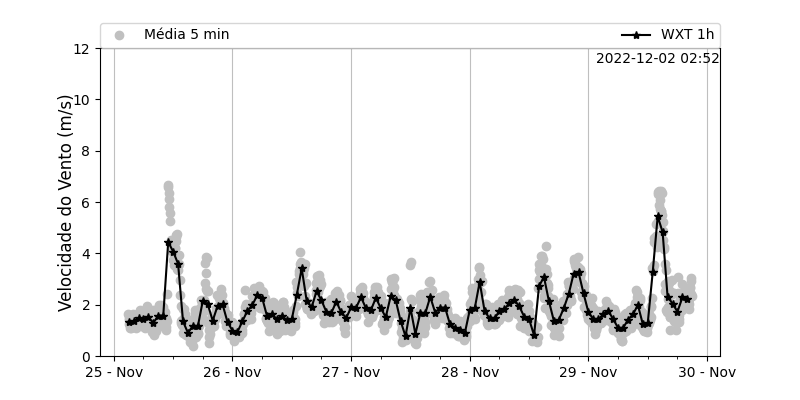 Média 5 min
WXT 1h
2022-12-02 02:52
Velocidade do Vento (m/s)
12
10
8
6
4
2
0
25 - Nov
26 - Nov
27 - Nov
28 - Nov
29 - Nov
30 - Nov